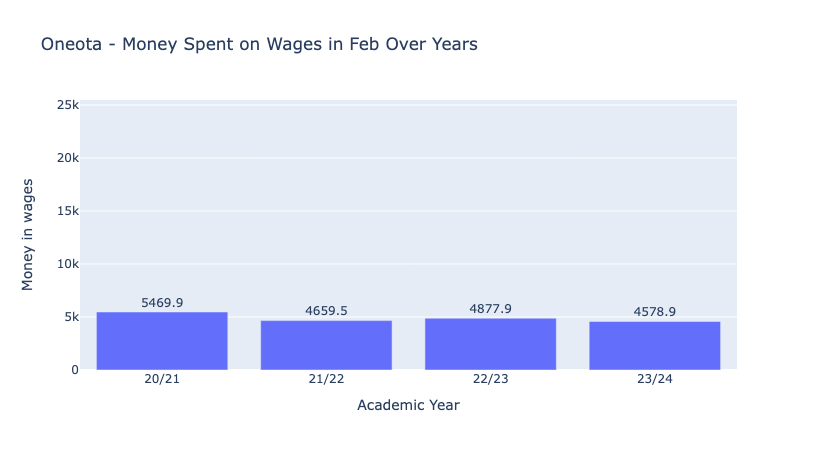 Oneota - Money Spent on Wages in Feb Over Years
25k
20k
15k
10k
5k
0
Money in wages
5469.9
4659.5
4877.9
4578.9
20/21
21/22
22/23
23/24
Academic Year